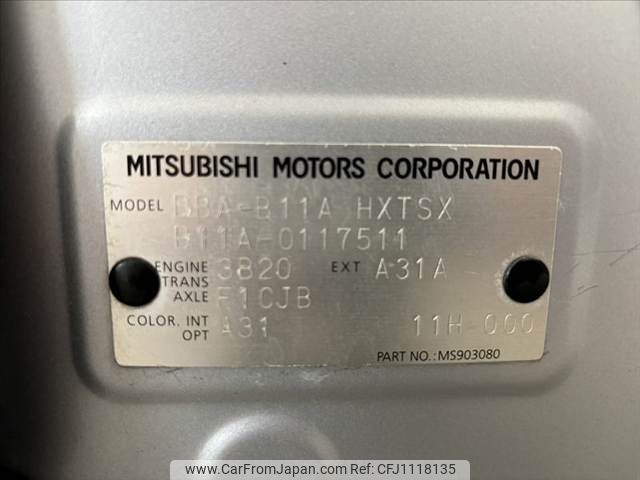 MITSUBISHI MOTORS CORPORATION
MODEL DBA-B11A HXTSX
B11A-0117511
ENGINE 3B20 EXT A31A
TRANS
AXLE F1CJB
COLOR. INT A31 11H-000
OPT
PART NO.:MS903080
www.CarFromJapan.com CFJ1118135